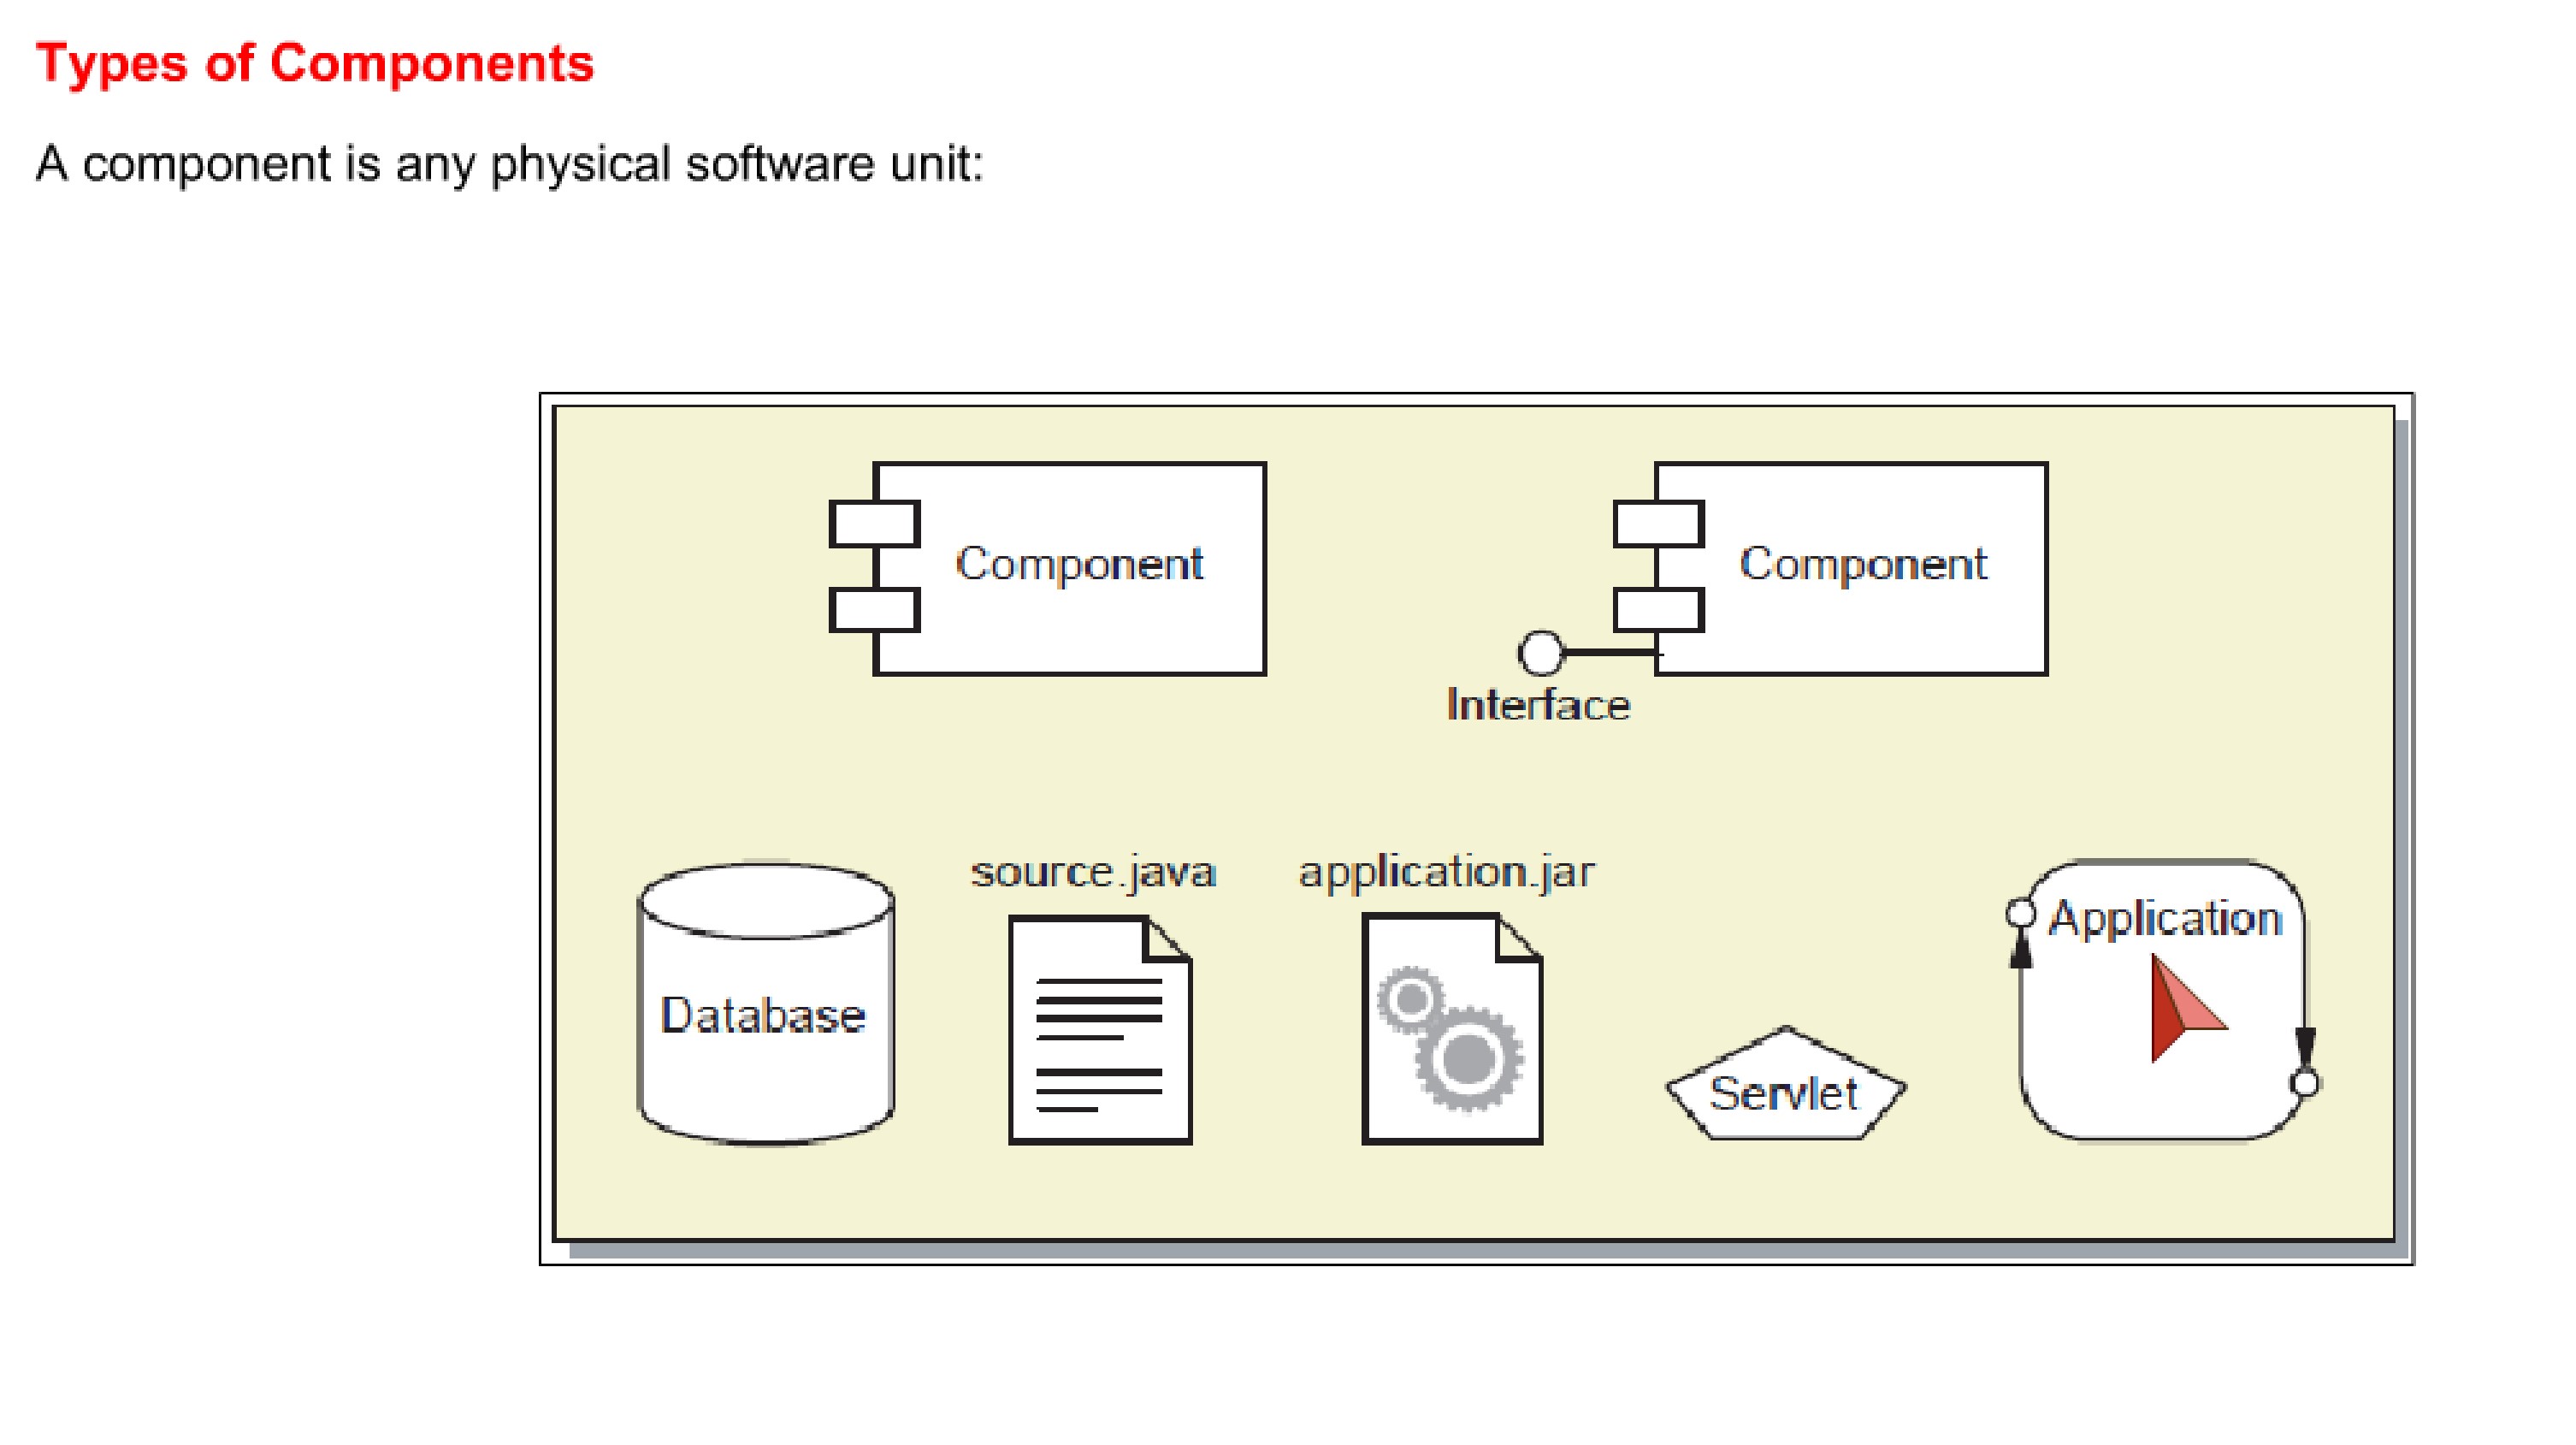 Types of Components
A component is any physical software unit:
Component
Component
Interface
source.java
application.jar
Application
Database
Servlet